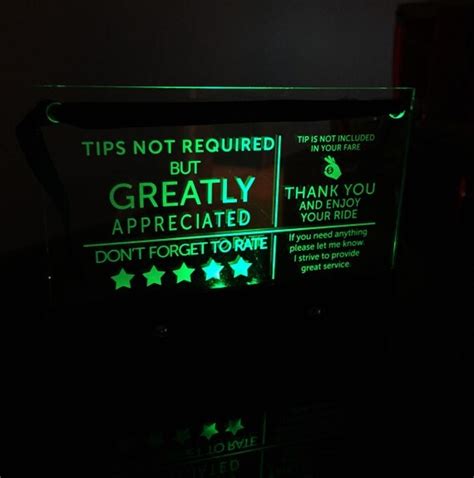 TIPS NOT REQUIRED
BUT
GREATLY
APPRECIATED
DON'T FORGET TO RATE
TIP IS NOT INCLUDED
IN YOUR FARE
THANK YOU
AND ENJOY
YOUR RIDE
If you need anything
please let me know.
I strive to provide
great service.